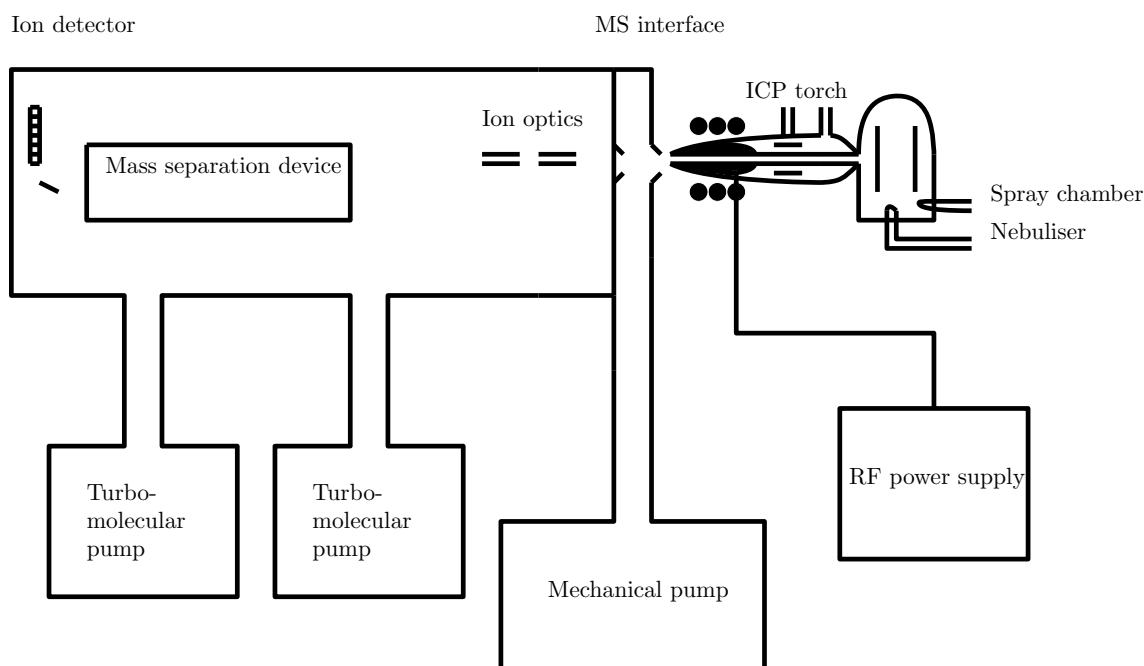 Ion detector
MS interface
ICP torch
Ion optics
Mass separation device
Spray chamber
Nebuliser
RF power supply
Turbo-
molecular
pump
Turbo-
molecular
pump
Mechanical pump